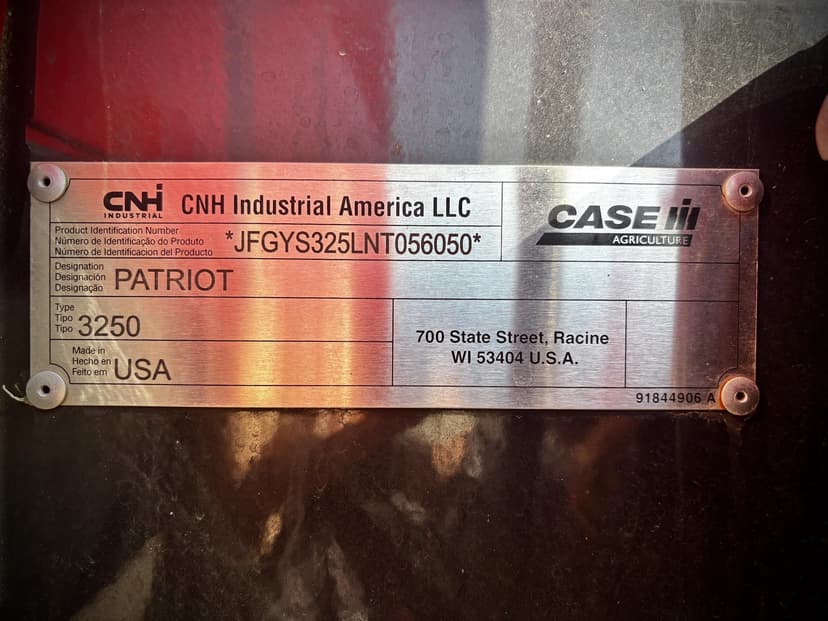 CNH
INDUSTRIAL
CNH Industrial America LLC
CASE IH
AGRICULTURE
Product Identification Number
Número de Identificação do Produto
Número de Identificacion del Producto
*JFGYS325LNT056050*
Designation
Designación
Designação
PATRIOT
Type
Tipo
Tipo
3250
Made in
Hecho en
Feito em
USA
700 State Street, Racine
WI 53404 U.S.A.
91844906 A